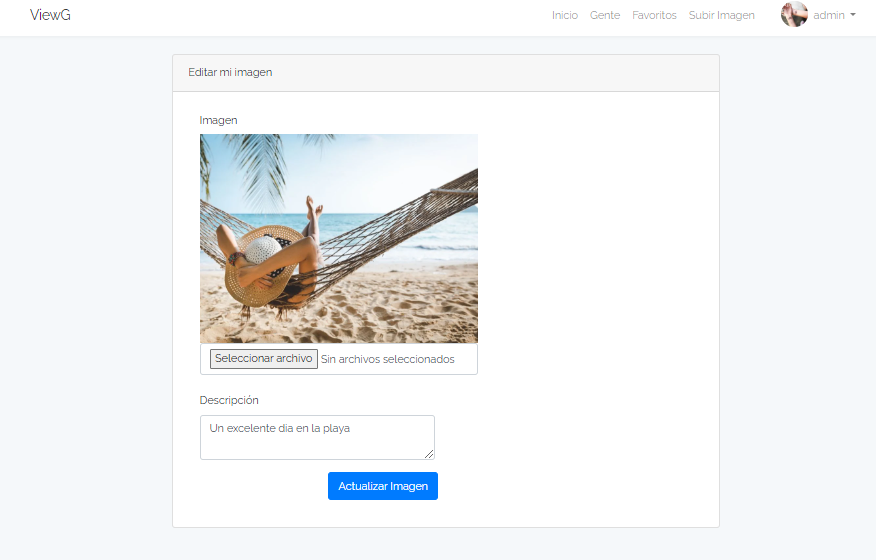 ViewG
Inicio Gente Favoritos Subir Imagen admin
Editar mi imagen
Imagen
Seleccionar archivo Sin archivos seleccionados
Descripción
Un excelente dia en la playa
Actualizar Imagen